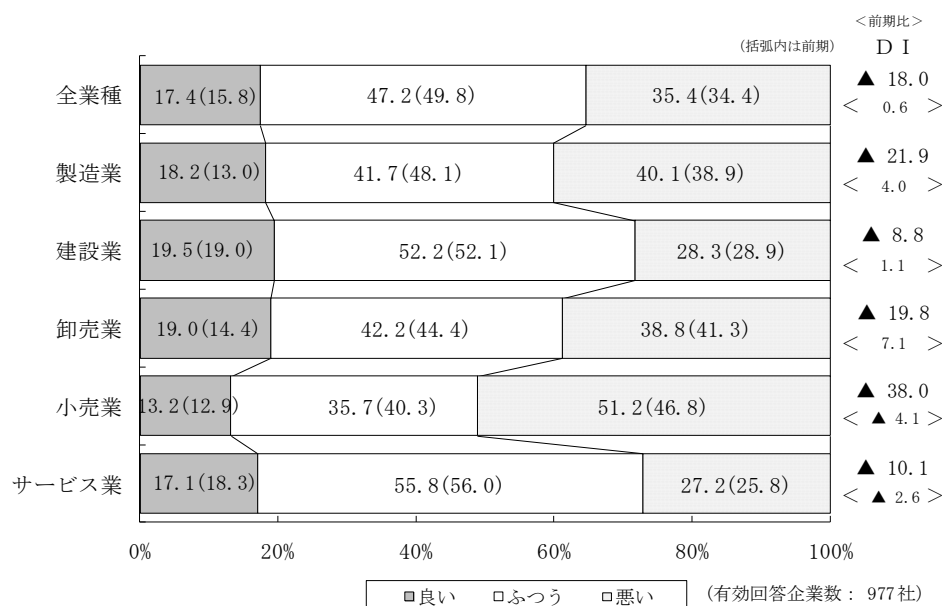 ＜前期比＞
(括弧内は前期) ＤＩ
全業種 17.4(15.8) 47.2(49.8) 35.4(34.4) ▲ 18.0
＜ 0.6 ＞
製造業 18.2(13.0) 41.7(48.1) 40.1(38.9) ▲ 21.9
＜ 4.0 ＞
建設業 19.5(19.0) 52.2(52.1) 28.3(28.9) ▲ 8.8
＜ 1.1 ＞
卸売業 19.0(14.4) 42.2(44.4) 38.8(41.3) ▲ 19.8
＜ 7.1 ＞
小売業 13.2(12.9) 35.7(40.3) 51.2(46.8) ▲ 38.0
＜ ▲ 4.1 ＞
サービス業 17.1(18.3) 55.8(56.0) 27.2(25.8) ▲ 10.1
＜ ▲ 2.6 ＞
0% 20% 40% 60% 80% 100%
良い ふつう 悪い (有効回答企業数： 977社)